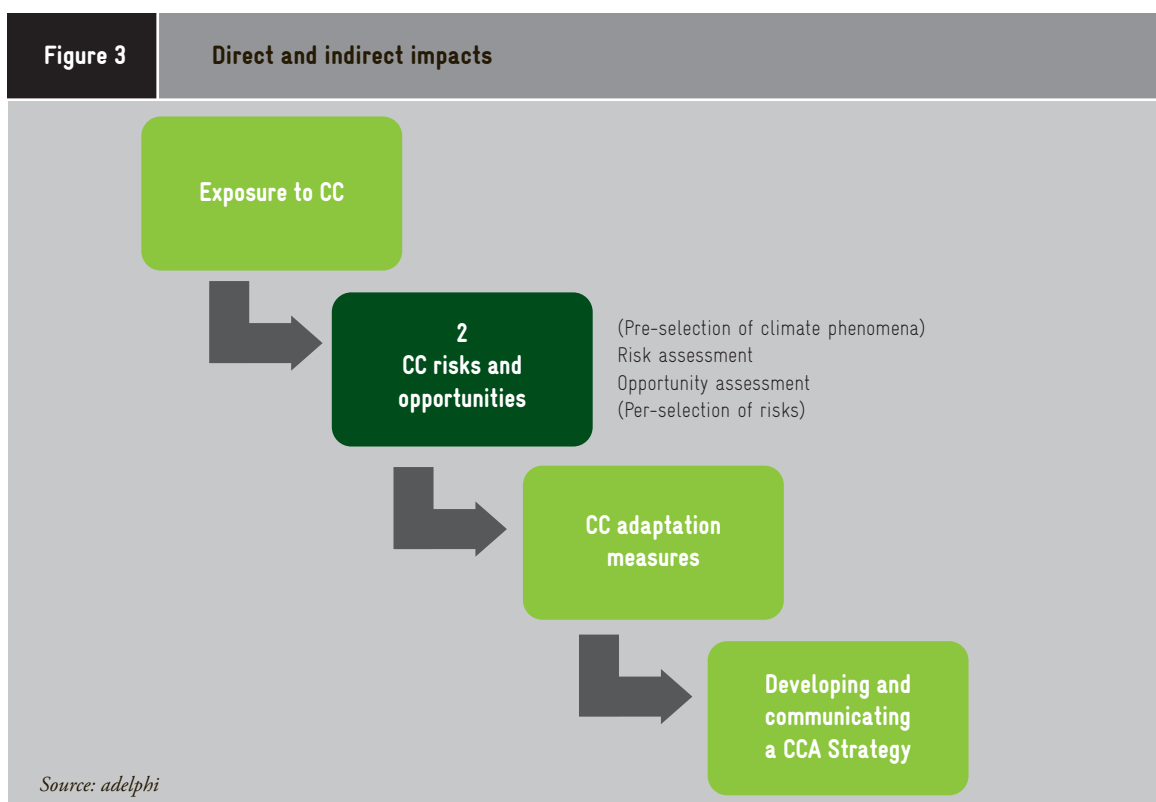 Figure 3
Direct and indirect impacts
Exposure to CC
2
CC risks and
opportunities
(Pre-selection of climate phenomena)
Risk assessment
Opportunity assessment
(Per-selection of risks)
CC adaptation
measures
Developing and
communicating
a CCA Strategy
Source: adelphi